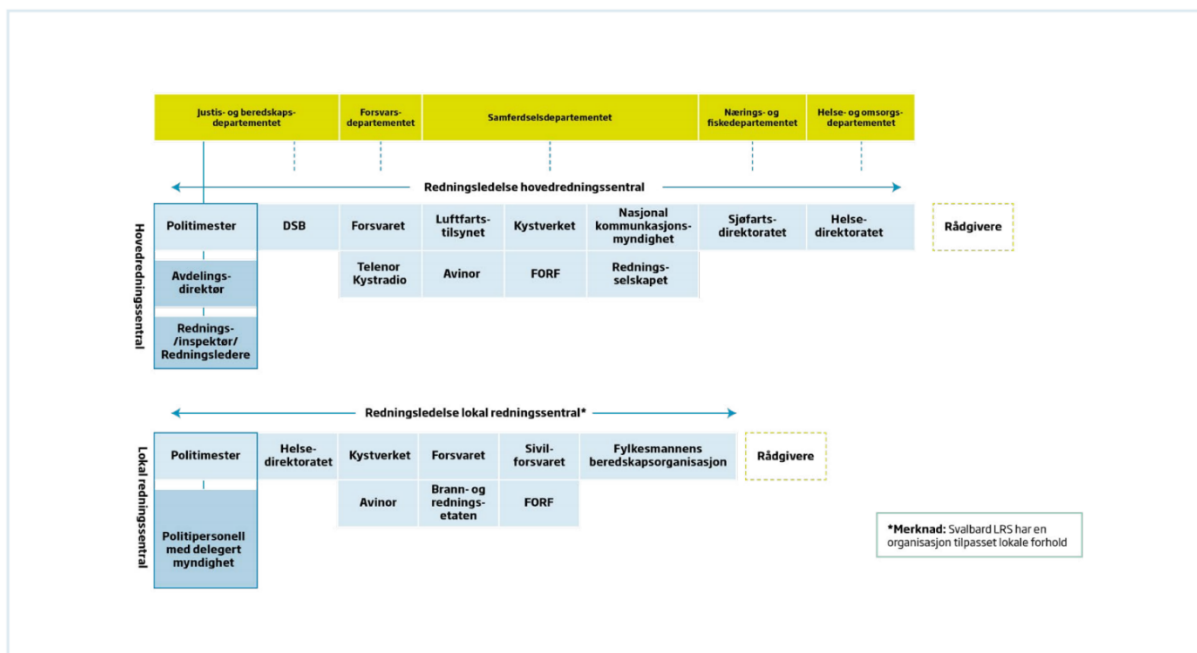 Justis- og beredskaps-
departementet
Forsvars-
departementet
Samferdselsdepartementet
Nærings- og
fiskedepartementet
Helse- og omsorgs-
departementet
Redningsledelse hovedredningssentral
Hovedredningssentral
Politimester
DSB
Forsvaret
Luftfarts-
tilsynet
Kystverket
Nasjonal
kommunkasjons-
myndighet
Sjøfarts-
direktoratet
Helse-
direktoratet
Rådgivere
Avdelings-
direktør
Telenor
Kystradio
Avinor
FORF
Rednings-
selskapet
Rednings-
/inspektør/
Redningsledere
Redningsledelse lokal redningssentral*
Lokal redningssentral
Politimester
Helse-
direktoratet
Kystverket
Forsvaret
Sivil-
forsvaret
Fylkesmannens
beredskapsorganisasjon
Rådgivere
Politipersonell
med delegert
myndighet
Avinor
Brann- og
rednings-
etaten
FORF
*Merknad: Svalbard LRS har en
organisasjon tilpasset lokale forhold